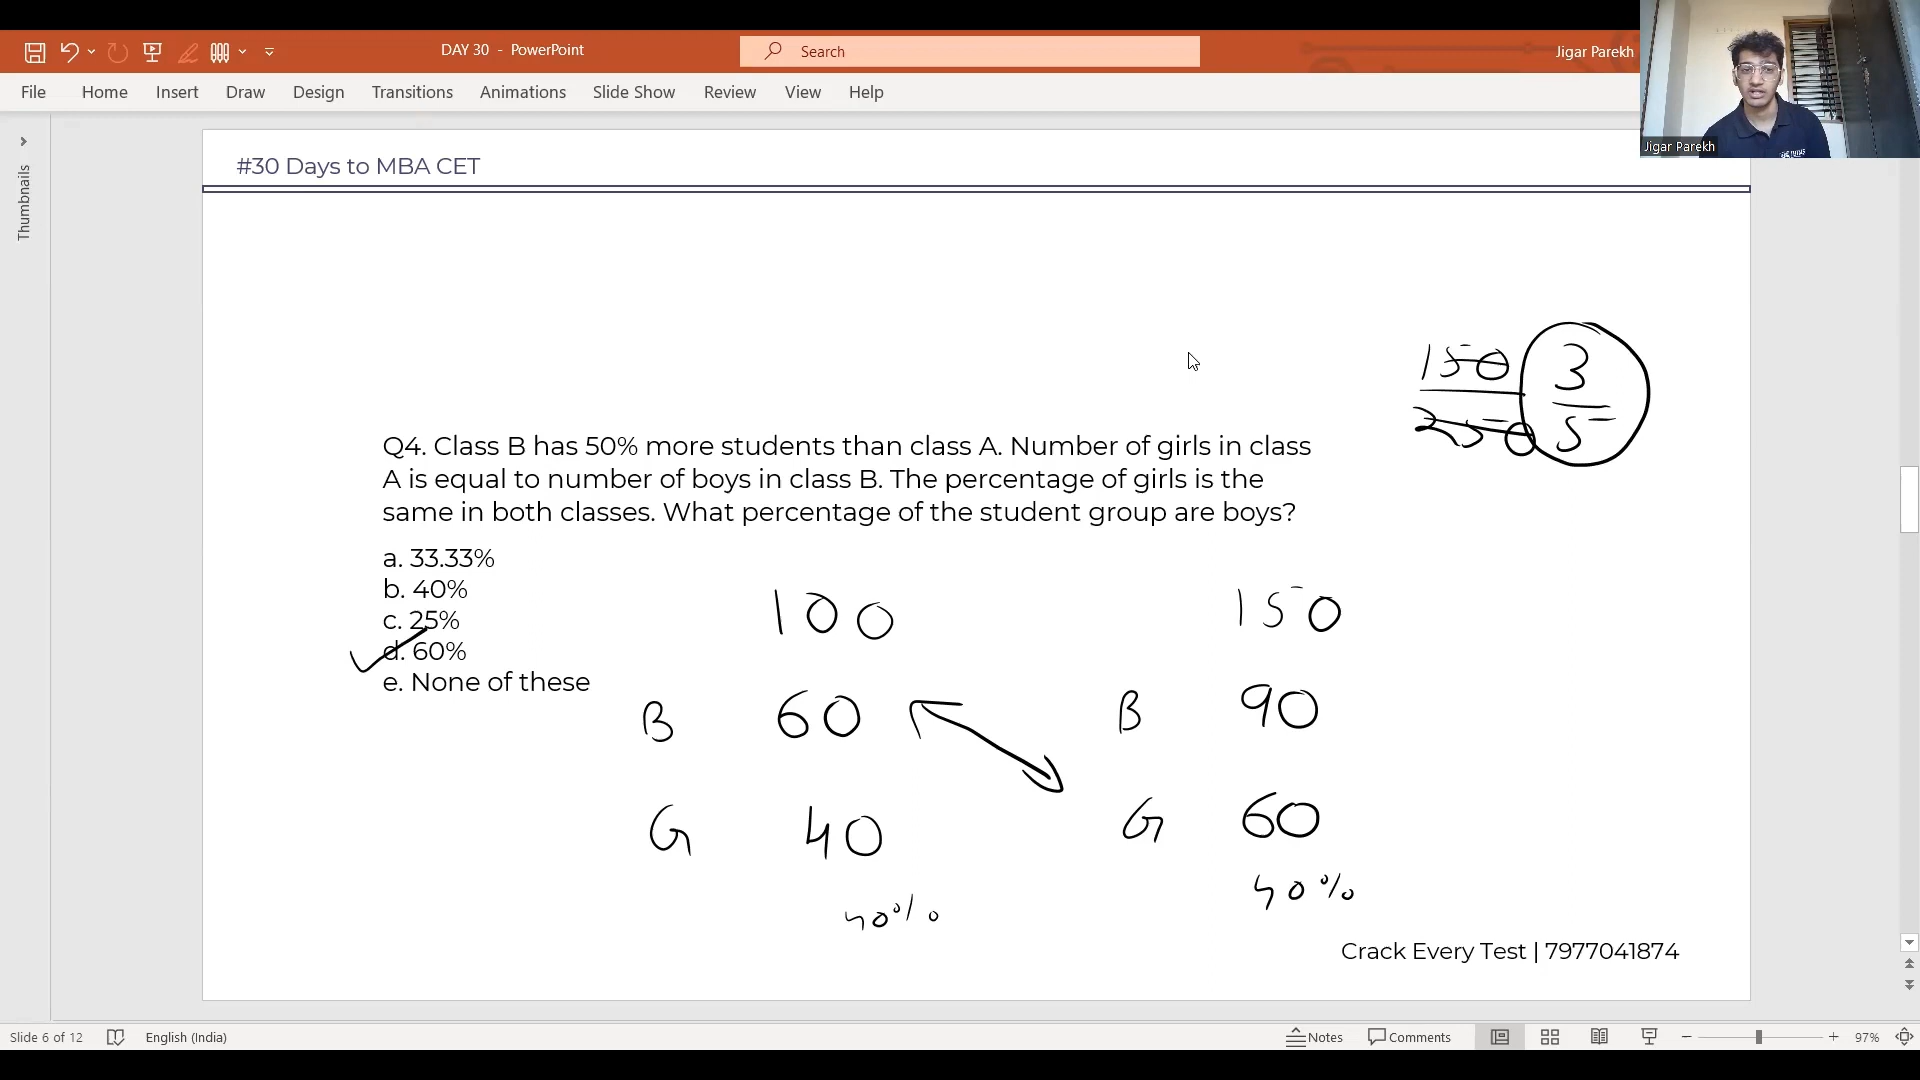 DAY 30 - PowerPoint
Search
Jigar Parekh
File Home Insert Draw Design Transitions Animations Slide Show Review View Help
Jigar Parekh
Thumbnails
#30 Days to MBA CET
150 3
250 5
Q4. Class B has 50% more students than class A. Number of girls in class
A is equal to number of boys in class B. The percentage of girls is the
same in both classes. What percentage of the student group are boys?
a. 33.33%
b. 40%
c. 25%
d. 60%
e. None of these
100 150
B 60 B 90
G 40 G 60
40% 40%
Crack Every Test | 7977041874
Slide 6 of 12 English (India) Notes Comments 97%